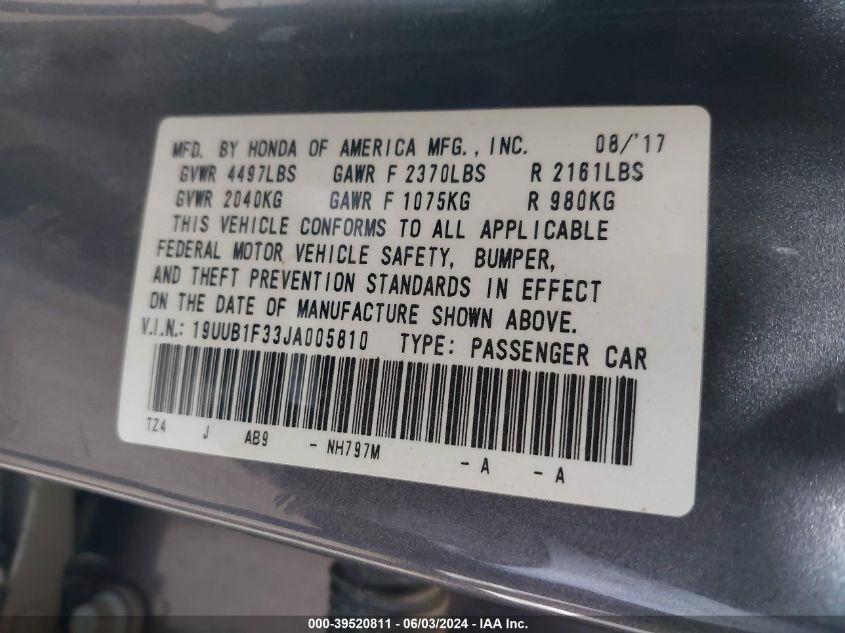 MFD. BY HONDA OF AMERICA MFG., INC. 08/'17
GVWR 4497LBS GAWR F 2370LBS R 2161LBS
GVWR 2040KG GAWR F 1075KG R 980KG
THIS VEHICLE CONFORMS TO ALL APPLICABLE
FEDERAL MOTOR VEHICLE SAFETY, BUMPER,
AND THEFT PREVENTION STANDARDS IN EFFECT
ON THE DATE OF MANUFACTURE SHOWN ABOVE.
V.I.N.: 19UUB1F33JA005810 TYPE: PASSENGER CAR
TZ4 J AB9 - NH797M - A - A
000-39520811 - 06/03/2024 - IAAI, Inc.